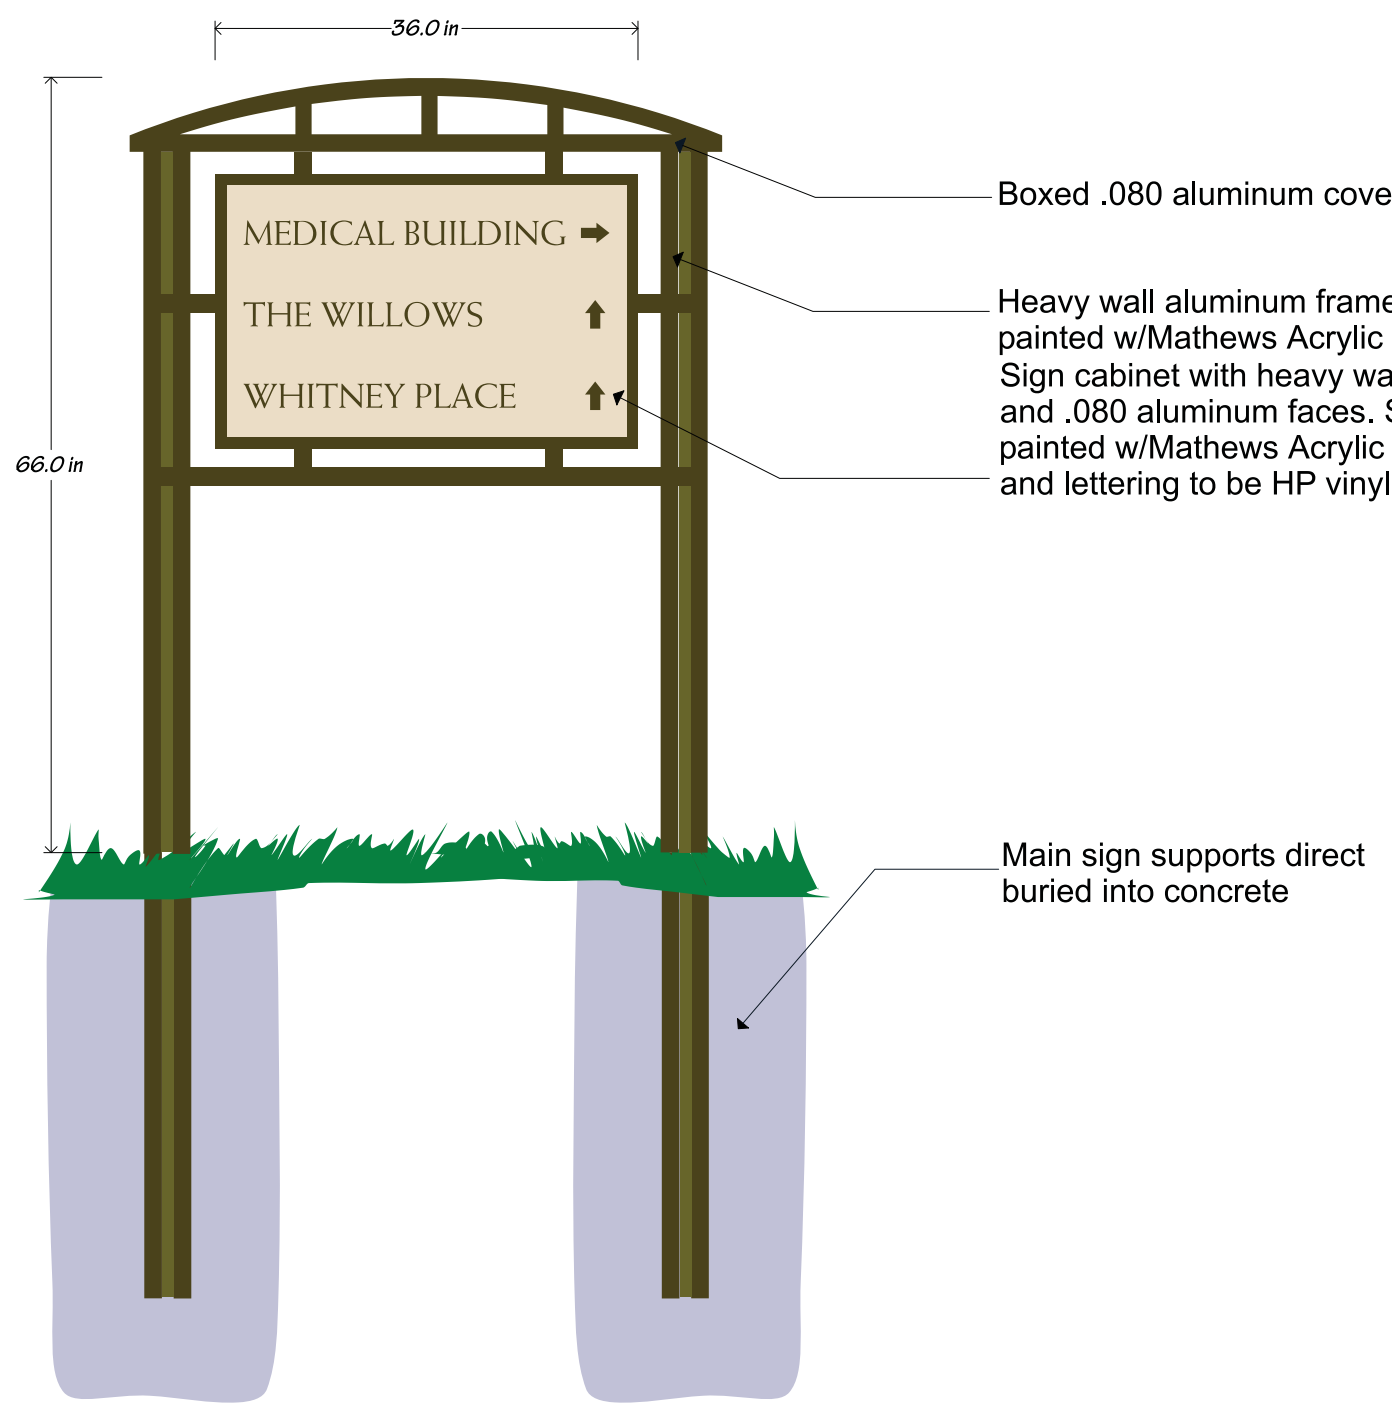 36.0 in
Boxed .080 aluminum cove
MEDICAL BUILDING
THE WILLOWS
WHITNEY PLACE
Heavy wall aluminum frame
painted w/Mathews Acrylic
Sign cabinet with heavy wa
and .080 aluminum faces. S
painted w/Mathews Acrylic
and lettering to be HP vinyl
66.0 in
Main sign supports direct
buried into concrete